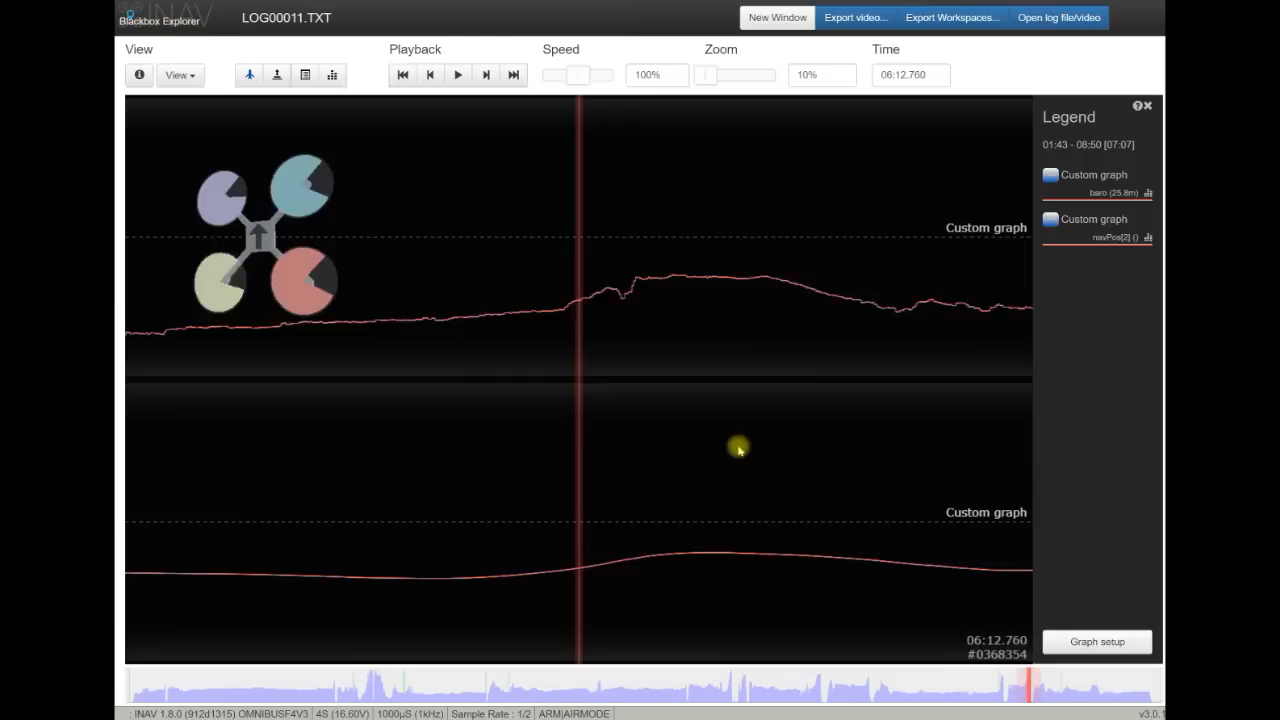 iNAV
Blackbox Explorer
LOG00011.TXT
New Window
Export video...
Export Workspaces...
Open log file/video
View
Playback
Speed
Zoom
Time
View
100%
10%
06:12.760
Legend
01:43 - 08:50 [07:07]
Custom graph
baro (25.8m)
Custom graph
navPos[2] ()
Custom graph
Custom graph
06:12.760
#0368354
Graph setup
: INAV 1.8.0 (912d1315) OMNIBUSF4V3
4S (16.60V)
1000µS (1kHz)
Sample Rate : 1/2
ARM|AIRMODE